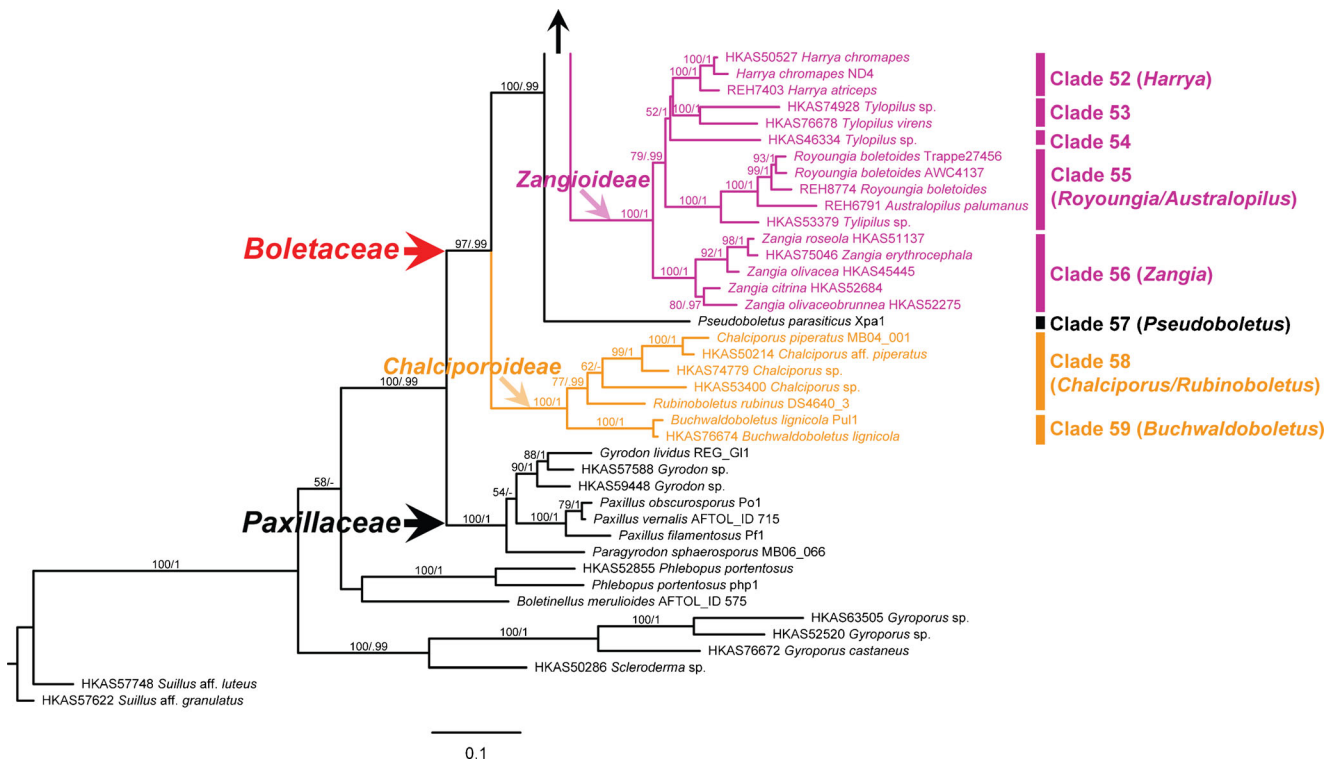 HKAS50527 Harrya chromapes
100/1
100/1
Harrya chromapes ND4
REH7403 Harrya atriceps
Clade 52 (Harrya)
100/.99
52/1
100/1
HKAS74928 Tylopilus sp.
HKAS76678 Tylopilus virens
Clade 53
HKAS46334 Tylopilus sp.
Clade 54
79/.99
93/1
Royoungia boletoides Trappe27456
99/1
Royoungia boletoides AWC4137
100/1
REH8774 Royoungia boletoides
REH6791 Australopilus palumanus
HKAS53379 Tylipilus sp.
Clade 55
(Royoungia/Australopilus)
Zangioideae
100/1
98/1
Zangia roseola HKAS51137
92/1
HKAS75046 Zangia erythrocephala
100/1
Zangia olivacea HKAS45445
Zangia citrina HKAS52684
80/.97
Zangia olivaceobrunnea HKAS52275
Clade 56 (Zangia)
Boletaceae
97/.99
Pseudoboletus parasiticus Xpa1
Clade 57 (Pseudoboletus)
100/1
Chalciporus piperatus MB04_001
99/1
HKAS50214 Chalciporus aff. piperatus
62/-
HKAS74779 Chalciporus sp.
77/.99
HKAS53400 Chalciporus sp.
Rubinoboletus rubinus DS4640_3
Clade 58
(Chalciporus/Rubinoboletus)
Chalciporoideae
100/1
100/1
Buchwaldoboletus lignicola Pul1
HKAS76674 Buchwaldoboletus lignicola
Clade 59 (Buchwaldoboletus)
100/.99
88/1
Gyrodon lividus REG_Gl1
90/1
HKAS57588 Gyrodon sp.
HKAS59448 Gyrodon sp.
58/-
54/-
79/1
Paxillus obscurosporus Po1
100/1
Paxillus vernalis AFTOL_ID 715
Paxillaceae
100/1
Paxillus filamentosus Pf1
Paragyrodon sphaerosporus MB06_066
100/1
100/1
HKAS52855 Phlebopus portentosus
Phlebopus portentosus php1
Boletinellus merulioides AFTOL_ID 575
100/1
HKAS63505 Gyroporus sp.
100/1
HKAS52520 Gyroporus sp.
100/.99
HKAS76672 Gyroporus castaneus
HKAS50286 Scleroderma sp.
HKAS57748 Suillus aff. luteus
HKAS57622 Suillus aff. granulatus
0.1